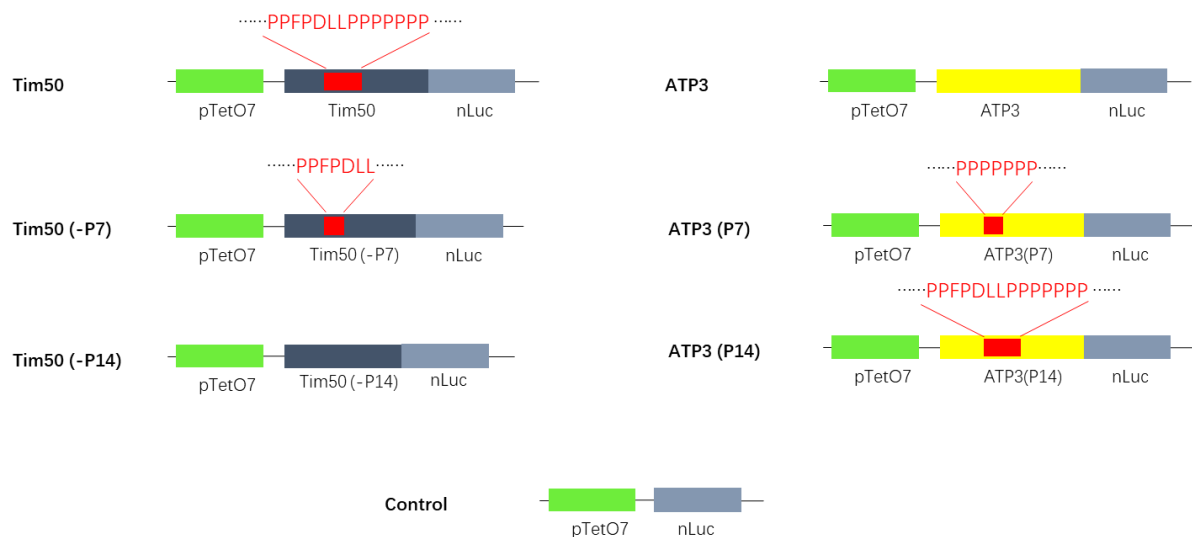 ······PPFPDLLPPPPPPP ······
Tim50
pTetO7
Tim50
nLuc
ATP3
pTetO7
ATP3
nLuc
······PPFPDLL······
Tim50 (-P7)
pTetO7
Tim50 (-P7)
nLuc
······PPPPPPP······
ATP3 (P7)
pTetO7
ATP3(P7)
nLuc
Tim50 (-P14)
pTetO7
Tim50 (-P14)
nLuc
······PPFPDLLPPPPPPP ······
ATP3 (P14)
pTetO7
ATP3(P14)
nLuc
Control
pTetO7
nLuc